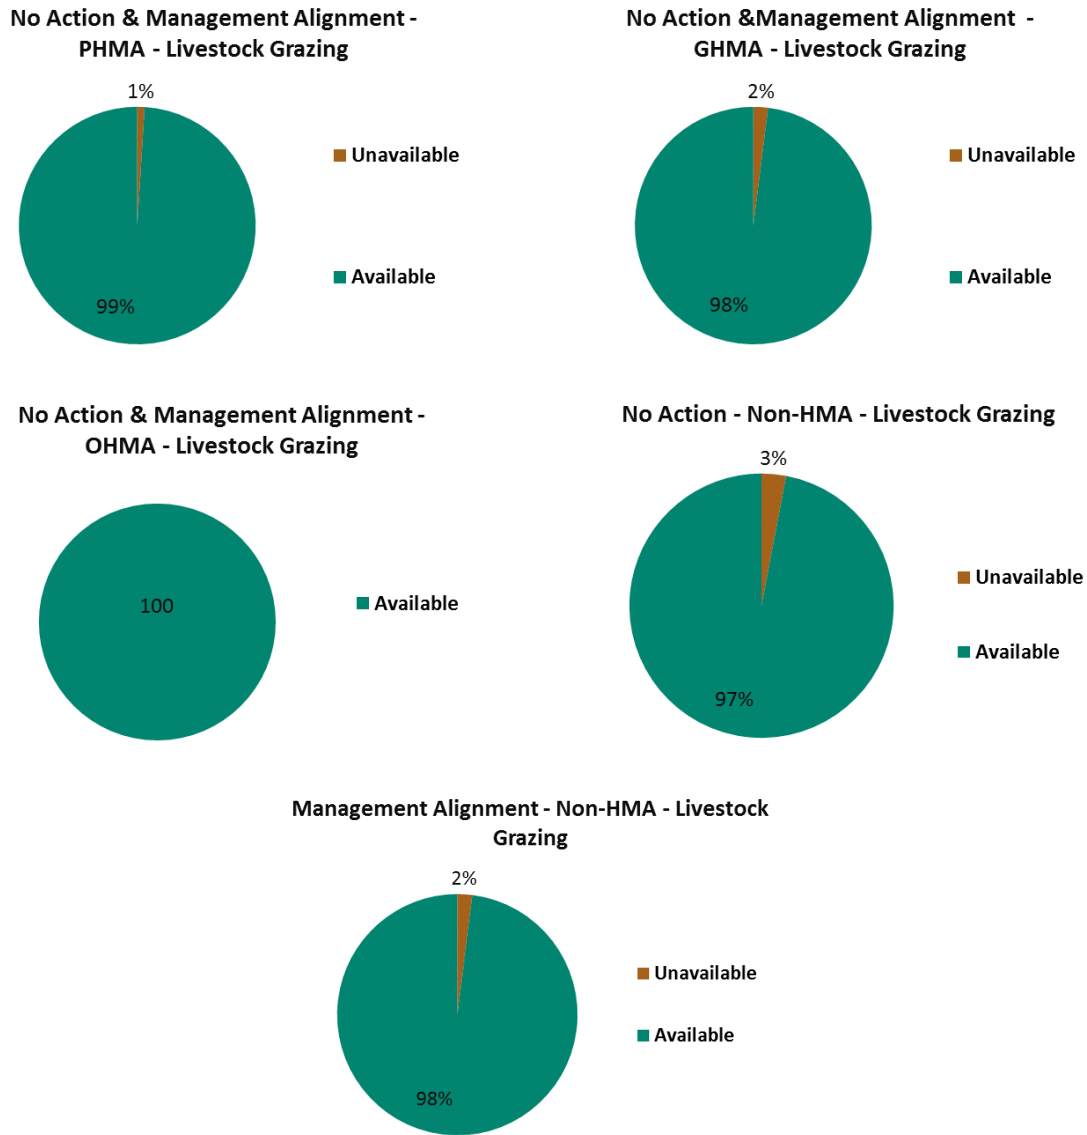 No Action & Management Alignment -
PHMA - Livestock Grazing
1%
Unavailable
Available
99%
No Action &Management Alignment -
GHMA - Livestock Grazing
2%
Unavailable
Available
98%
No Action & Management Alignment -
OHMA - Livestock Grazing
100
Available
No Action - Non-HMA - Livestock Grazing
3%
Unavailable
Available
97%
Management Alignment - Non-HMA - Livestock
Grazing
2%
Unavailable
Available
98%